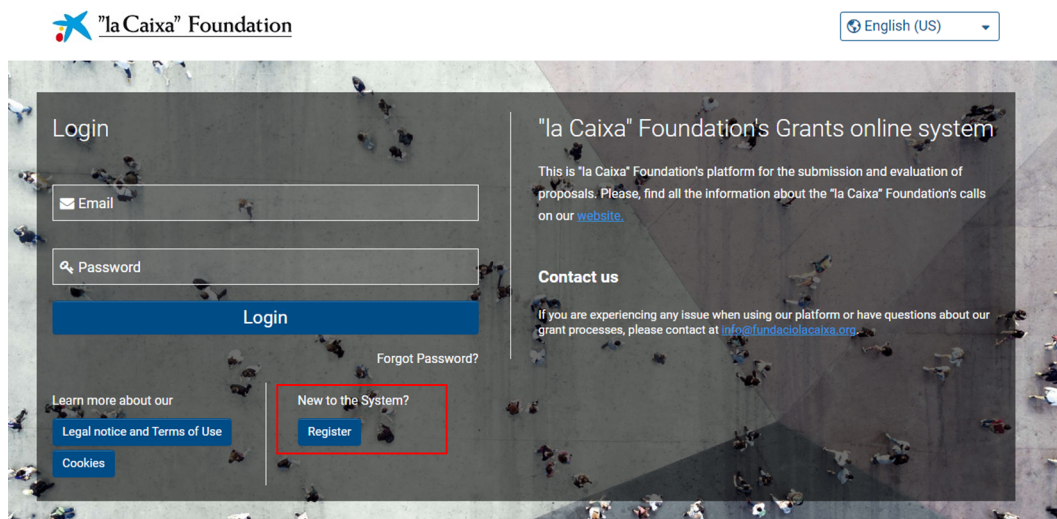 "la Caixa" Foundation
English (US)
Login
Email
Password
Login
Forgot Password?
Learn more about our
Legal notice and Terms of Use
Cookies
New to the System?
Register
"la Caixa" Foundation's Grants online system
This is "la Caixa" Foundation's platform for the submission and evaluation of
proposals. Please, find all the information about the "la Caixa" Foundation's calls
on our website.
Contact us
If you are experiencing any issue when using our platform or have questions about our
grant processes, please contact at info@fundaciolacaixa.org.